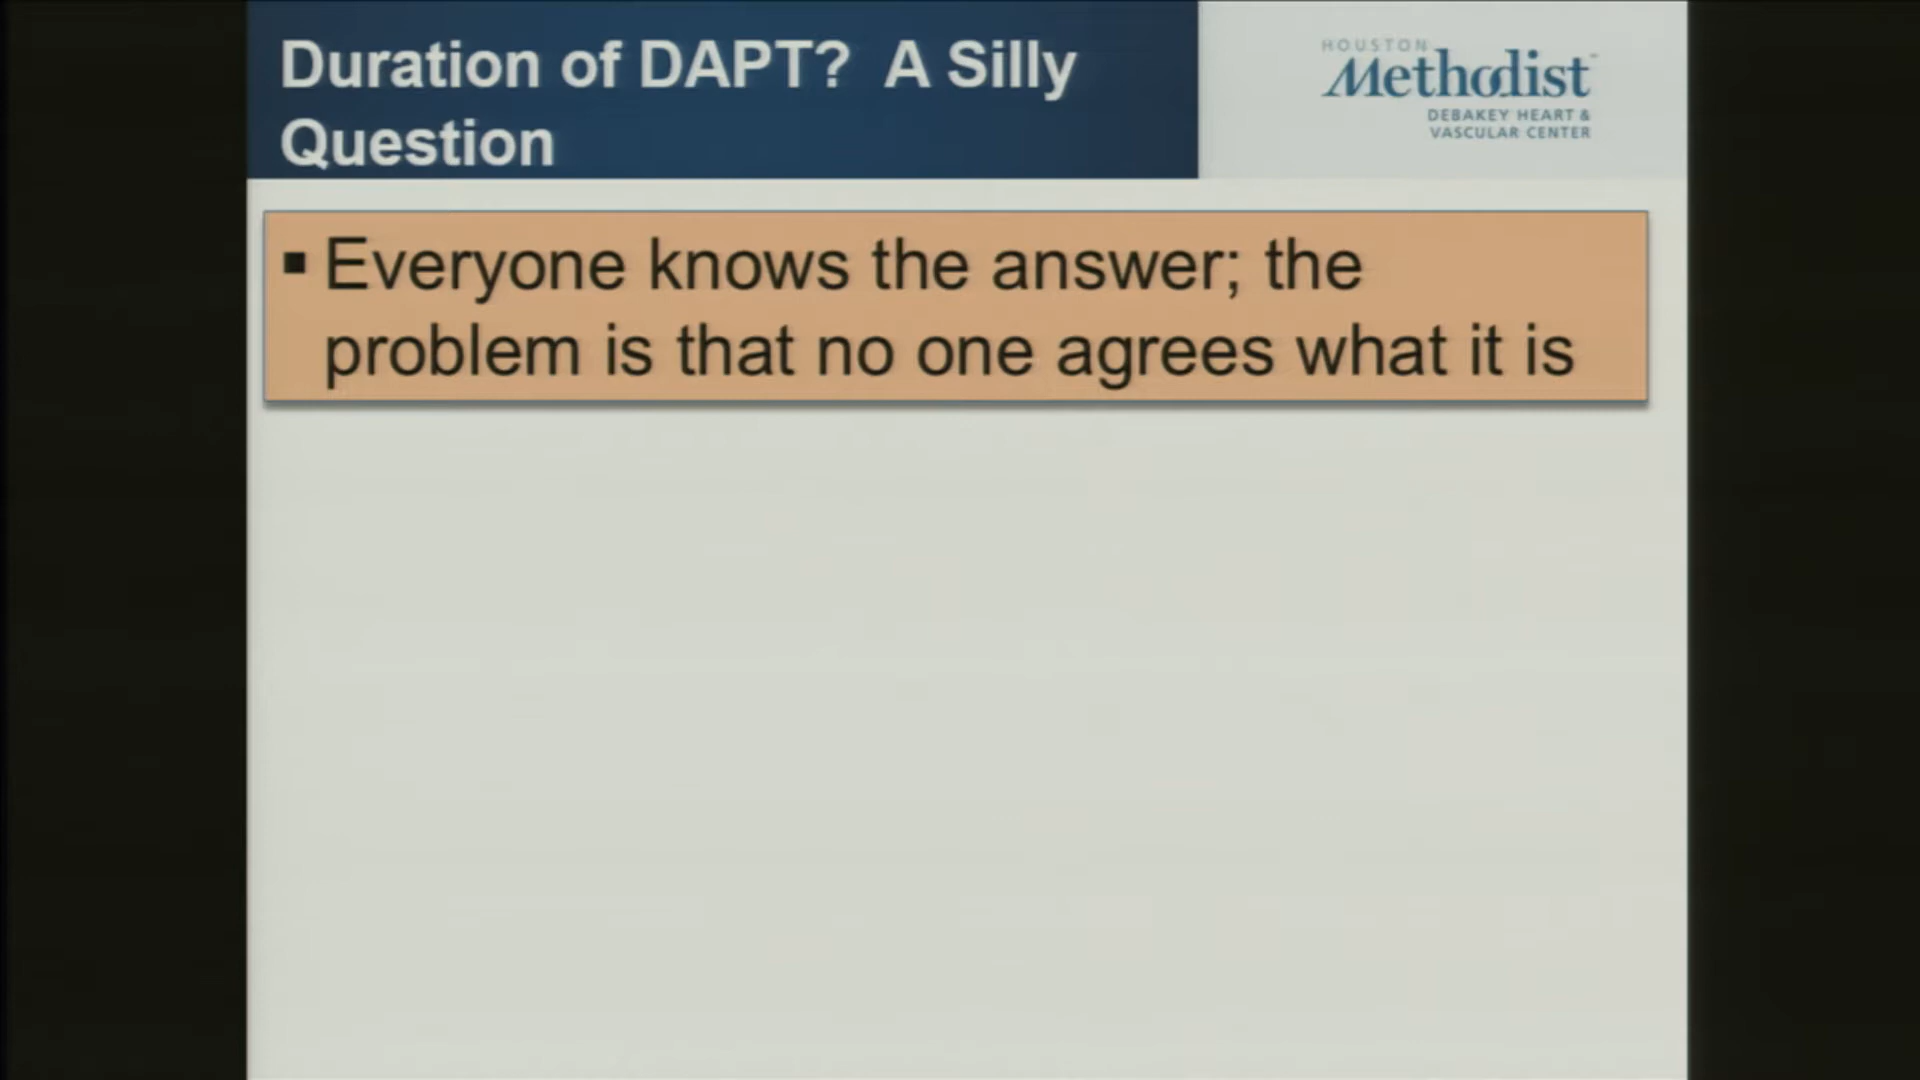 Duration of DAPT? A Silly
Question
HOUSTON
Methodist
DEBAKEY HEART &
VASCULAR CENTER
▪ Everyone knows the answer; the
problem is that no one agrees what it is